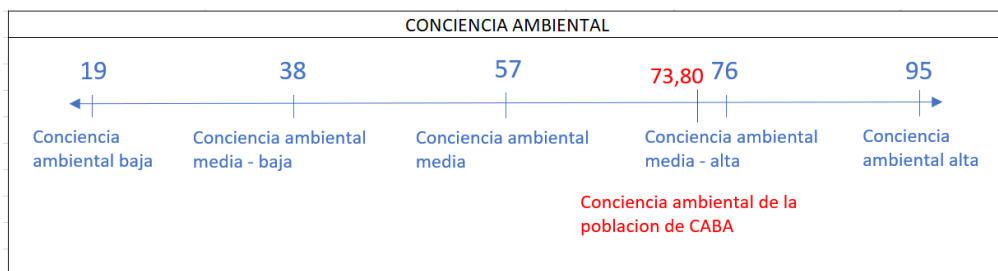 CONCIENCIA AMBIENTAL
19 38 57 73,80 76 95
Conciencia
ambiental baja
Conciencia ambiental
media - baja
Conciencia ambiental
media
Conciencia ambiental
media - alta
Conciencia
ambiental alta
Conciencia ambiental de la
poblacion de CABA